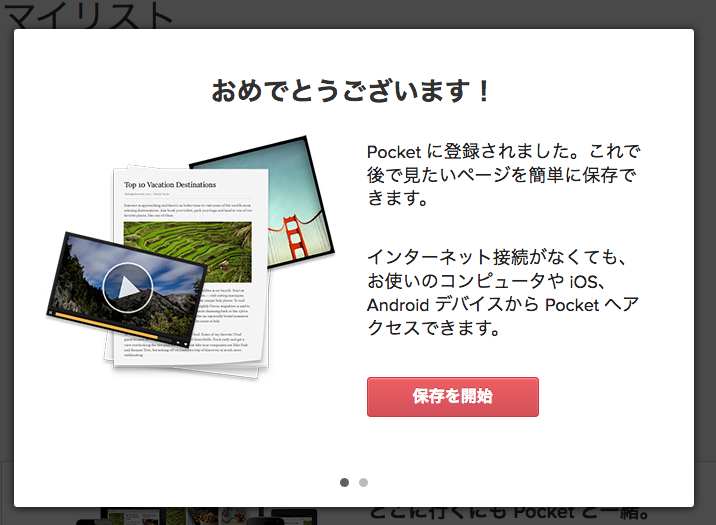 マイリスト
おめでとうございます！
Pocket に登録されました。これで
後で見たいページを簡単に保存で
きます。
Top 10 Vacation Destinations
インターネット接続がなくても、
お使いのコンピュータや iOS、
Android デバイスから Pocket へア
クセスできます。
保存を開始
どこに行くにも Pocket と一緒。